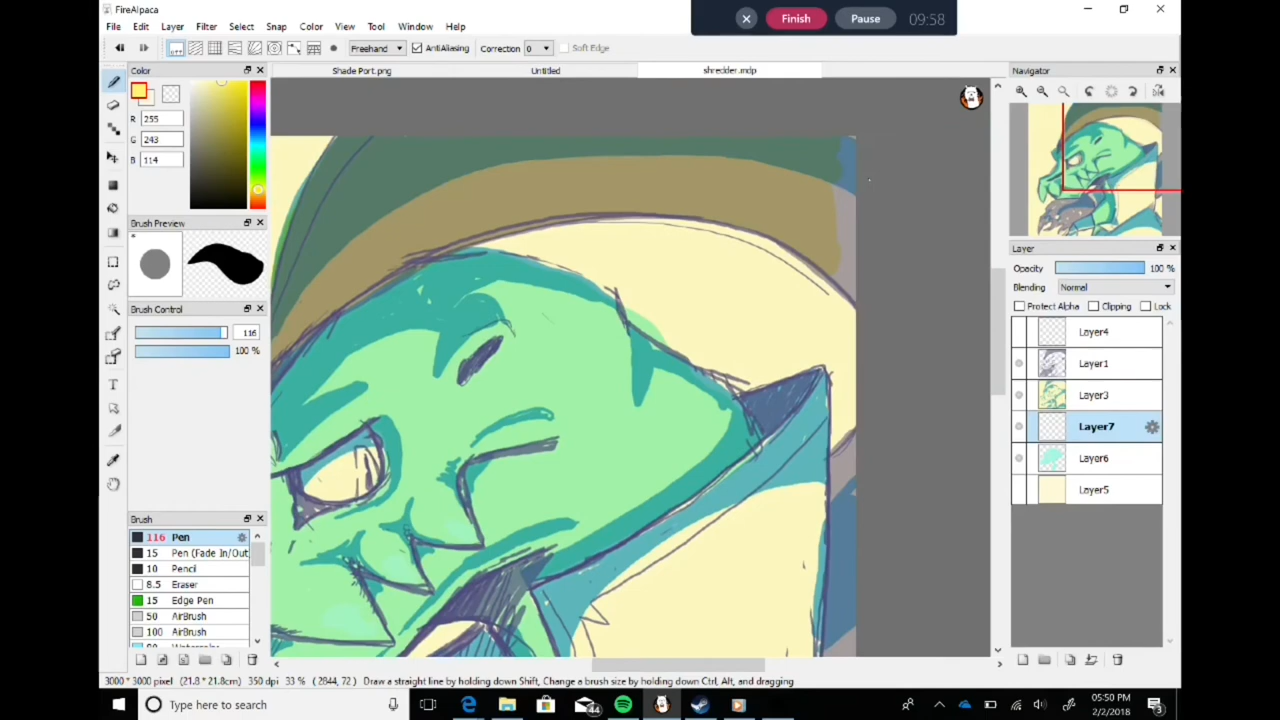 FireAlpaca
Finish
Pause
09:58
File Edit Layer Filter Select Snap Color View Tool Window Help
Freehand
AntiAliasing
Correction 0
Soft Edge
Color
Shade Port.png
Untitled
shredder.mdp
Navigator
R 255
G 243
B 114
Brush Preview
Layer
Opacity 100 %
Blending Normal
Protect Alpha Clipping Lock
Brush Control
116
100 %
Layer4
Layer1
Layer3
Layer7
Layer6
Layer5
Brush
116 Pen
15 Pen (Fade In/Out
10 Pencil
8.5 Eraser
15 Edge Pen
50 AirBrush
100 AirBrush
3000 * 3000 pixel (21.8 * 21.8cm) 350 dpi 33 % ( 2844, 72 ) Draw a straight line by holding down Shift, Change a brush size by holding down Ctrl, Alt, and dragging
Type here to search
44
05:50 PM
2/2/2018
3